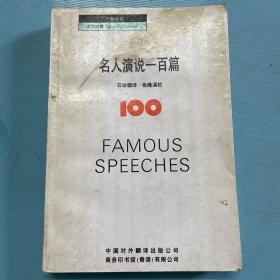 名人演说一百篇
石幼珊译·张隆溪校
100
FAMOUS
SPEECHES
中国对外翻译出版公司
商务印书馆(香港)有限公司